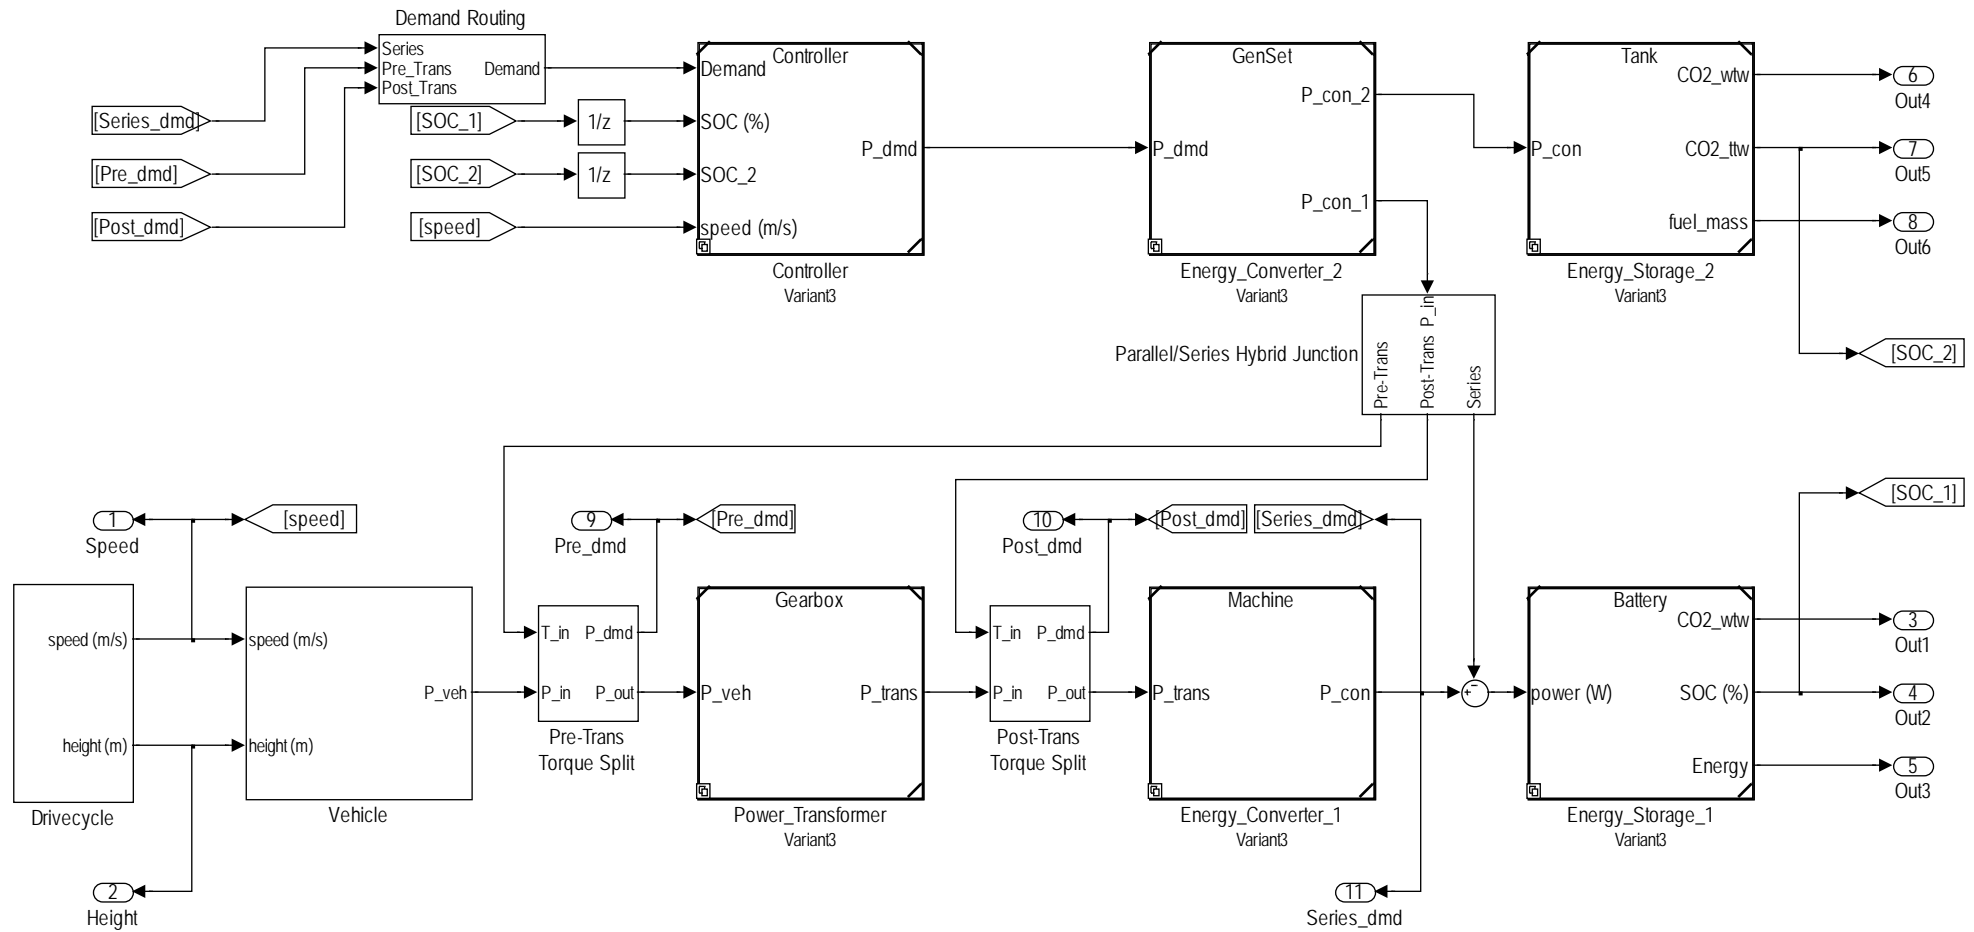 Demand Routing
Series
Pre_Trans
Post_Trans
Demand
[Series_dmd]
[Pre_dmd]
[Post_dmd]
[SOC_1]
1/z
[SOC_2]
1/z
[speed]
Controller
Demand
SOC (%)
SOC_2
speed (m/s)
P_dmd
Controller
Variant3
GenSet
P_dmd
P_con_2
P_con_1
Energy_Converter_2
Variant3
Tank
P_con
CO2_wtw
CO2_ttw
fuel_mass
Energy_Storage_2
Variant3
6
Out4
7
Out5
8
Out6
[SOC_2]
Parallel/Series Hybrid Junction
P_in
Pre-Trans
Post-Trans
Series
[SOC_1]
1
Speed
[speed]
9
Pre_dmd
[Pre_dmd]
10
Post_dmd
[Post_dmd]
[Series_dmd]
speed (m/s)
height (m)
Drivecycle
speed (m/s)
height (m)
P_veh
Vehicle
T_in
P_dmd
P_in
P_out
Pre-Trans
Torque Split
Gearbox
P_veh
P_trans
Power_Transformer
Variant3
T_in
P_dmd
P_in
P_out
Post-Trans
Torque Split
Machine
P_trans
P_con
Energy_Converter_1
Variant3
+
−
Battery
power (W)
CO2_wtw
SOC (%)
Energy
Energy_Storage_1
Variant3
3
Out1
4
Out2
5
Out3
2
Height
11
Series_dmd